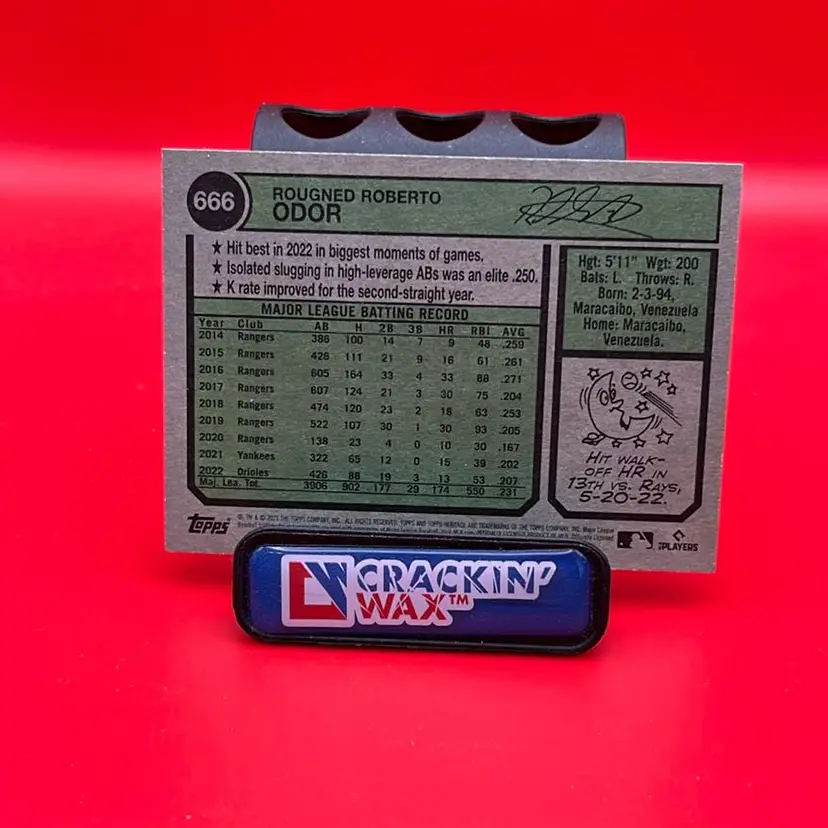 666
ROUGNED ROBERTO
ODOR
★ Hit best in 2022 in biggest moments of games.
★ Isolated slugging in high-leverage ABs was an elite .250.
★ K rate improved for the second-straight year.
MAJOR LEAGUE BATTING RECORD
Year Club AB H 2B 3B HR RBI AVG
2014 Rangers 386 100 14 7 9 48 .259
2015 Rangers 426 111 21 9 16 61 .261
2016 Rangers 605 164 33 4 33 88 .271
2017 Rangers 607 124 21 3 30 75 .204
2018 Rangers 474 120 23 2 18 63 .253
2019 Rangers 522 107 30 1 30 93 .205
2020 Rangers 138 23 4 0 10 30 .167
2021 Yankees 322 65 12 0 15 39 .202
2022 Orioles 426 88 19 3 13 53 .207
Maj. Lea. Tot. 3906 902 177 29 174 550 .231
Hgt: 5'11" Wgt: 200
Bats: L. Throws: R.
Born: 2-3-94,
Maracaibo, Venezuela
Home: Maracaibo,
Venezuela.
HIT WALK-
OFF HR IN
13TH VS. RAYS,
5-20-22.
Topps
PLAYERS
CRACKIN'
WAX™